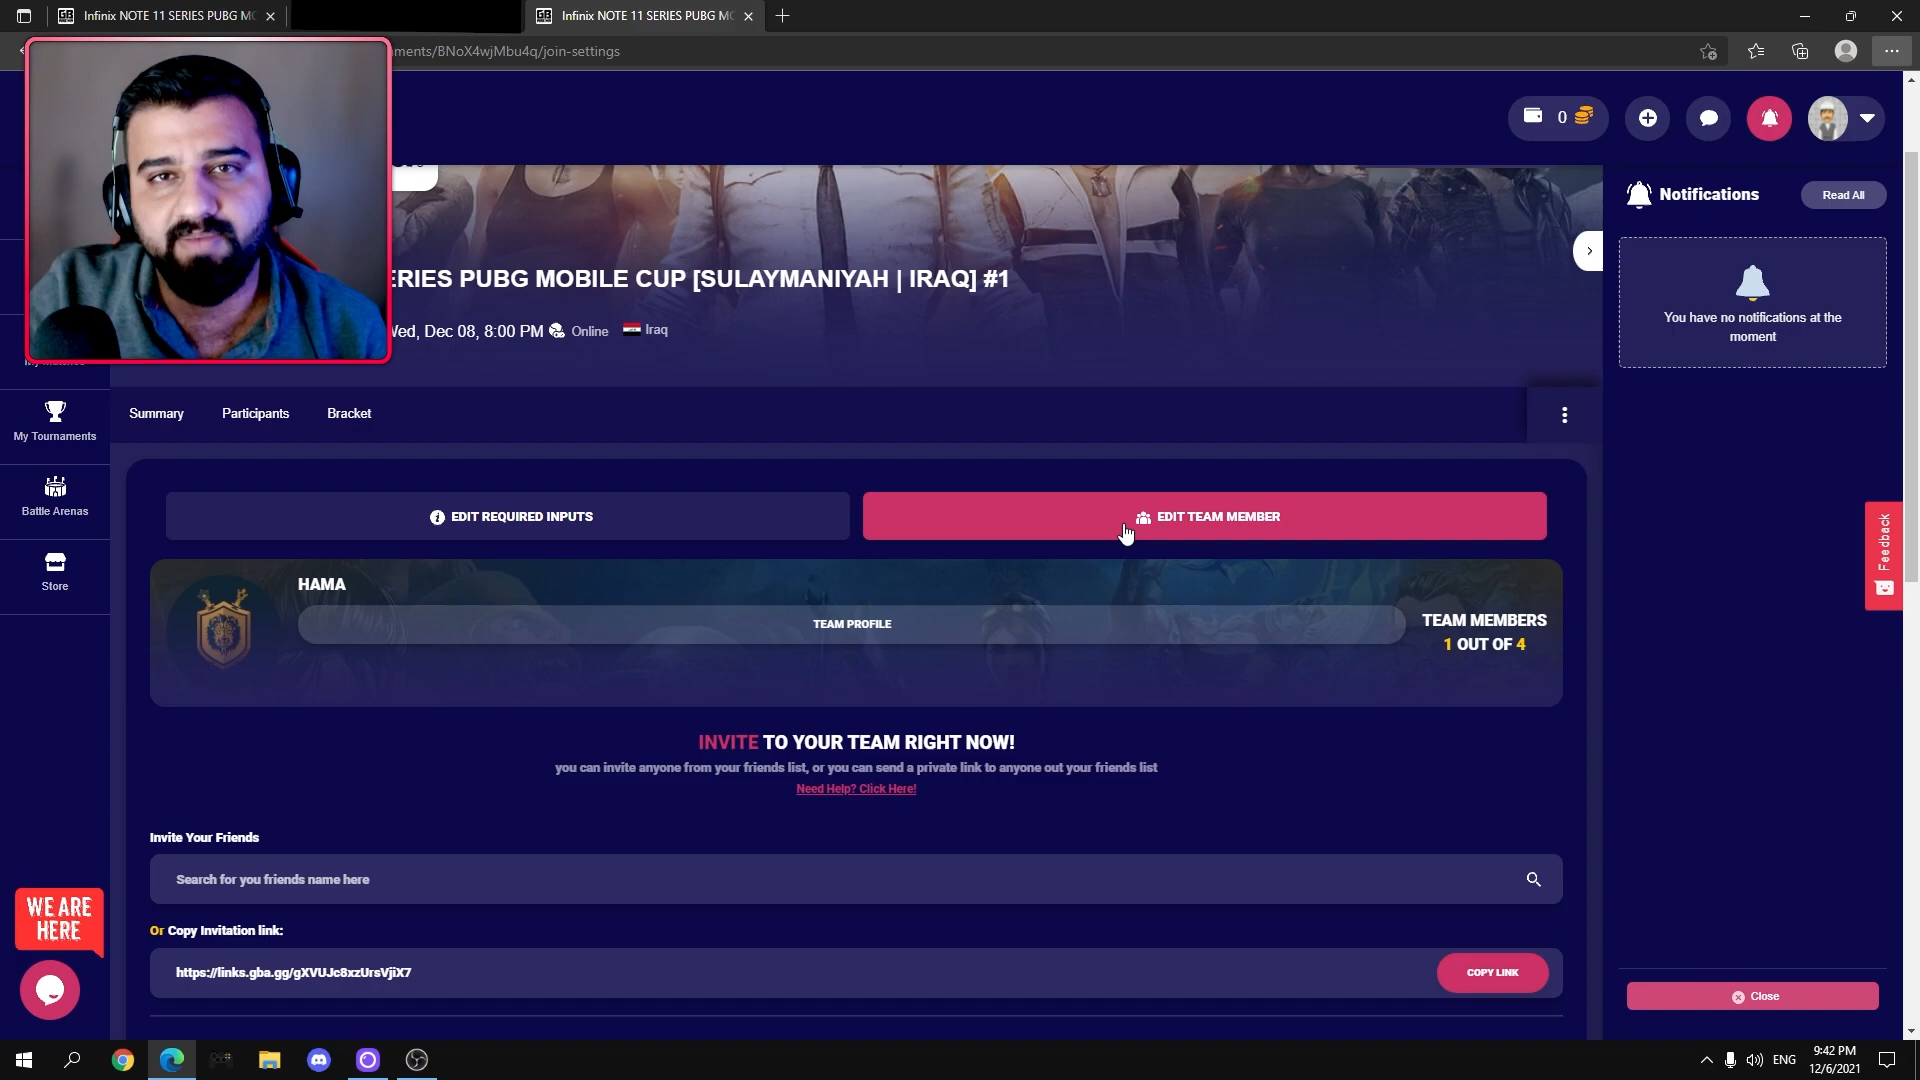 Infinix NOTE 11 SERIES PUBG MC
Infinix NOTE 11 SERIES PUBG MC
ments/BNoX4wjMbu4q/join-settings
0
Notifications
Read All
You have no notifications at the
moment
ERIES PUBG MOBILE CUP [SULAYMANIYAH | IRAQ] #1
Wed, Dec 08, 8:00 PM Online Iraq
Summary Participants Bracket
My Tournaments
Battle Arenas
Store
EDIT REQUIRED INPUTS
EDIT TEAM MEMBER
HAMA
TEAM PROFILE
TEAM MEMBERS
1 OUT OF 4
INVITE TO YOUR TEAM RIGHT NOW!
you can invite anyone from your friends list, or you can send a private link to anyone out your friends list
Need Help? Click Here!
Invite Your Friends
Search for you friends name here
Or Copy Invitation link:
https://links.gba.gg/gXVUJc8xzUrsVjiX7
COPY LINK
Feedback
Close
WE ARE
HERE
ENG
9:42 PM
12/6/2021